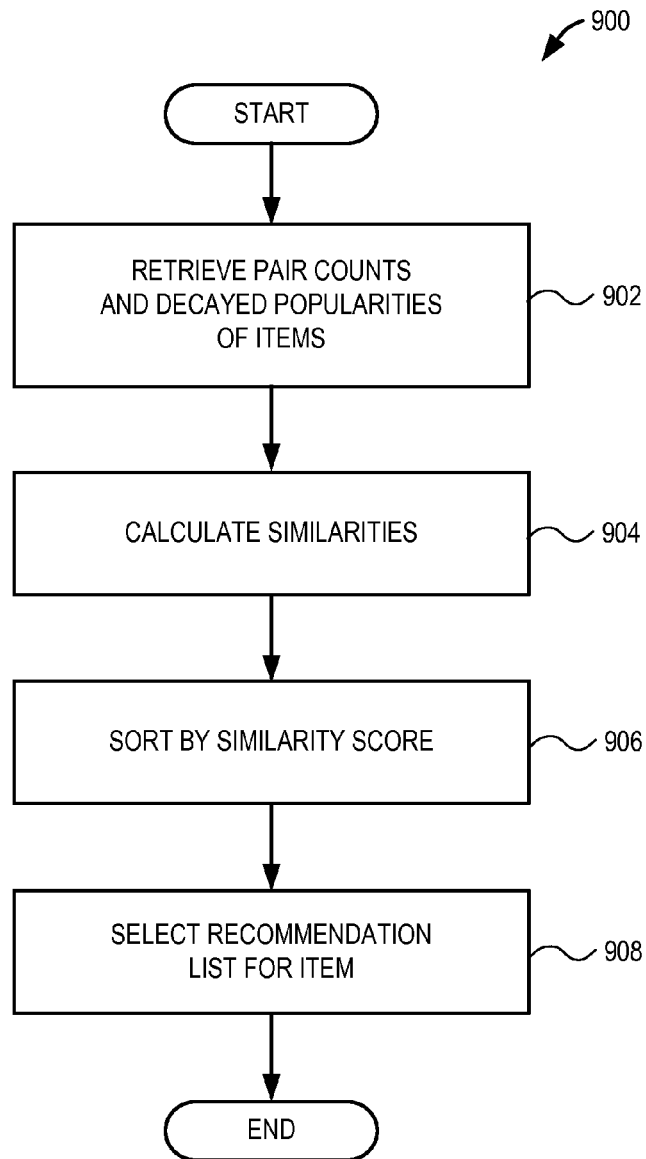 900
START
RETRIEVE PAIR COUNTS
AND DECAYED POPULARITIES
OF ITEMS
902
CALCULATE SIMILARITIES
904
SORT BY SIMILARITY SCORE
906
SELECT RECOMMENDATION
LIST FOR ITEM
908
END